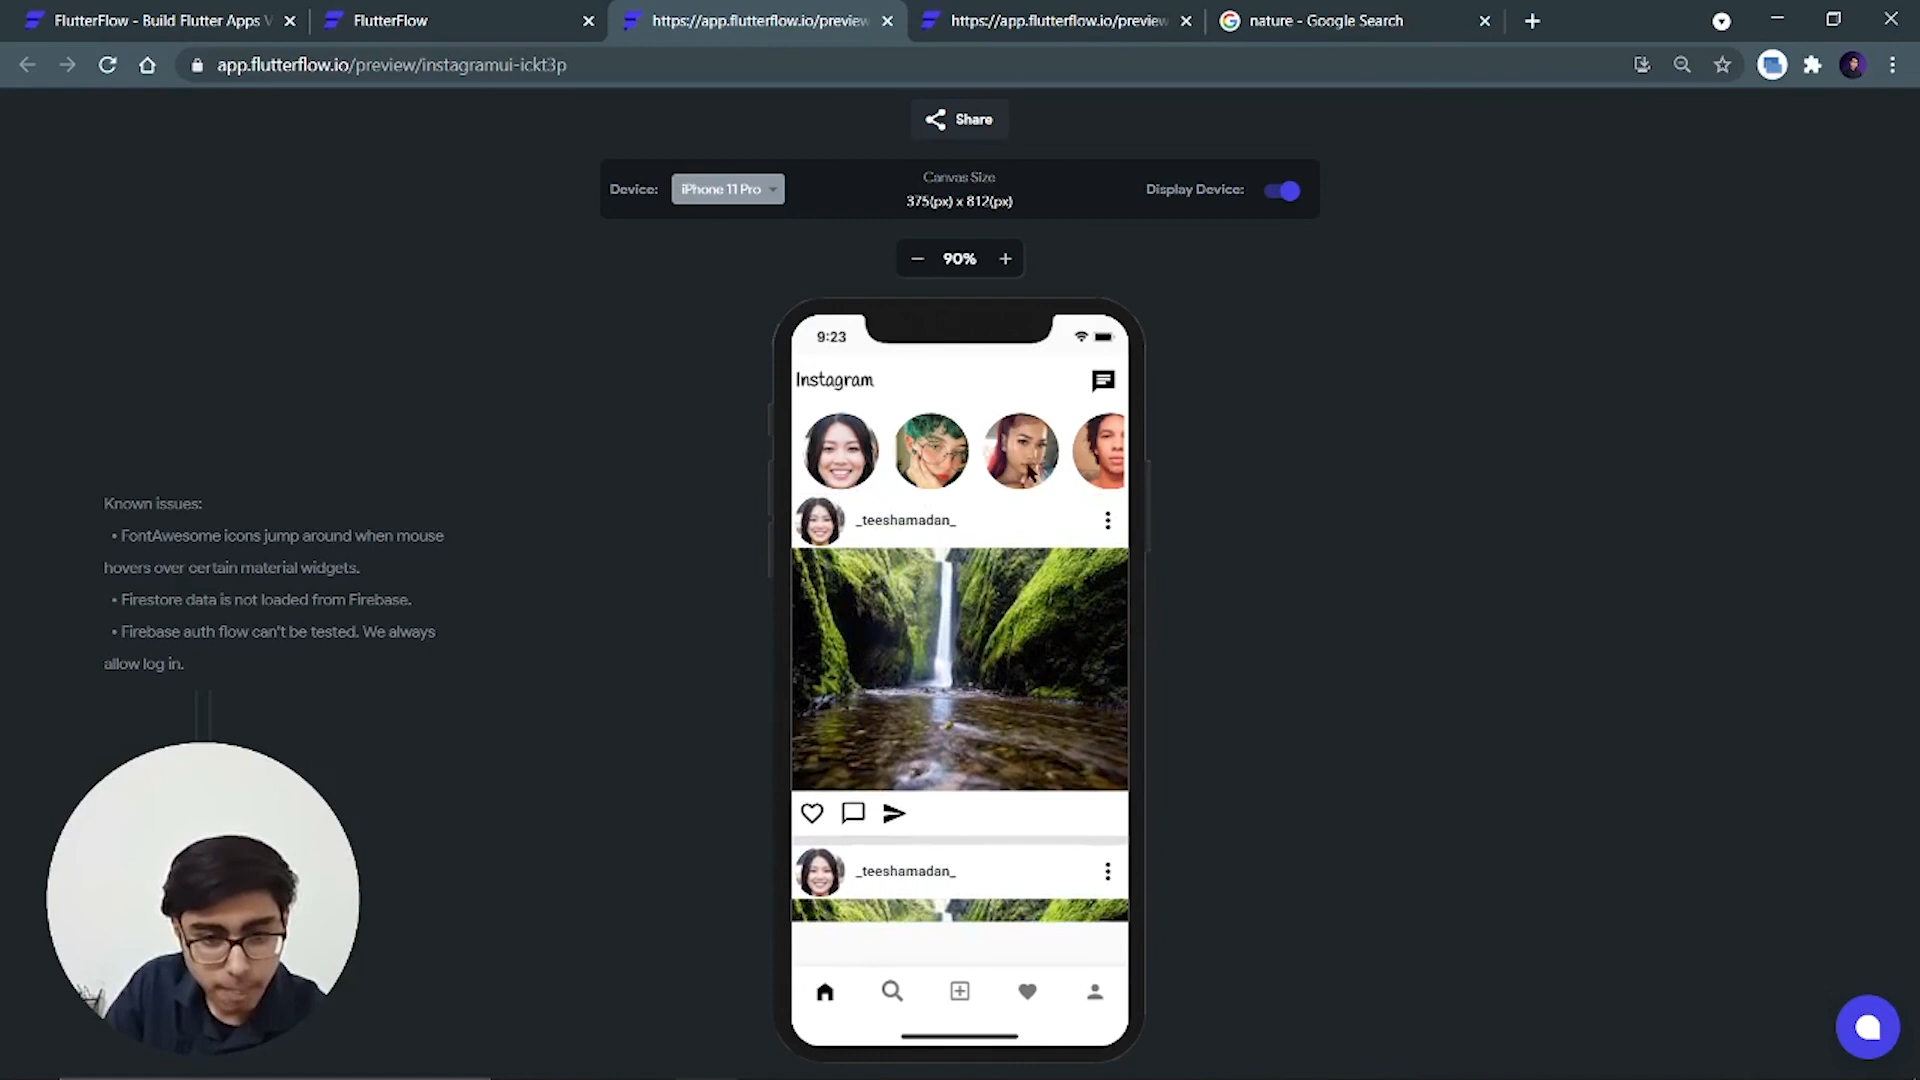 FlutterFlow - Build Flutter Apps V
FlutterFlow
https://app.flutterflow.io/preview
https://app.flutterflow.io/preview
nature - Google Search
app.flutterflow.io/preview/instagramui-ickt3p
Share
Device:
iPhone 11 Pro
Canvas Size
375(px) x 812(px)
Display Device:
90%
9:23
Instagram
_teeshamadan_
Known issues:
• FontAwesome icons jump around when mouse
hovers over certain material widgets.
• Firestore data is not loaded from Firebase.
• Firebase auth flow can't be tested. We always
allow log in.
_teeshamadan_